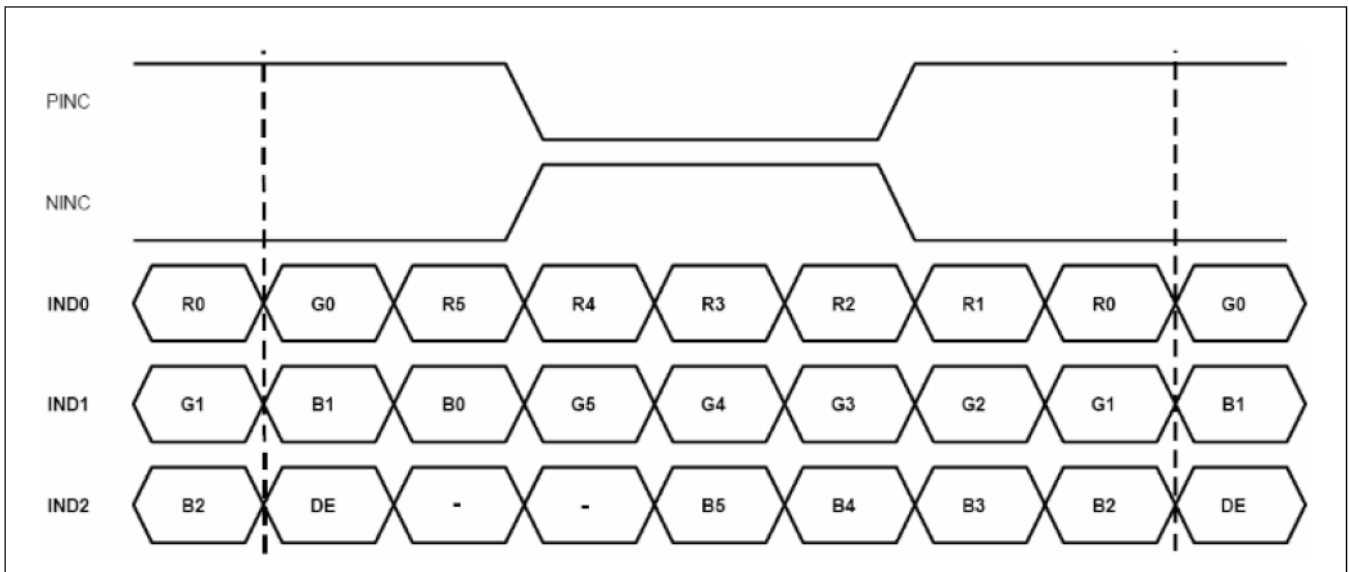 PINC
NINC
IND0 R0 G0 R5 R4 R3 R2 R1 R0 G0
IND1 G1 B1 B0 G5 G4 G3 G2 G1 B1
IND2 B2 DE - - B5 B4 B3 B2 DE